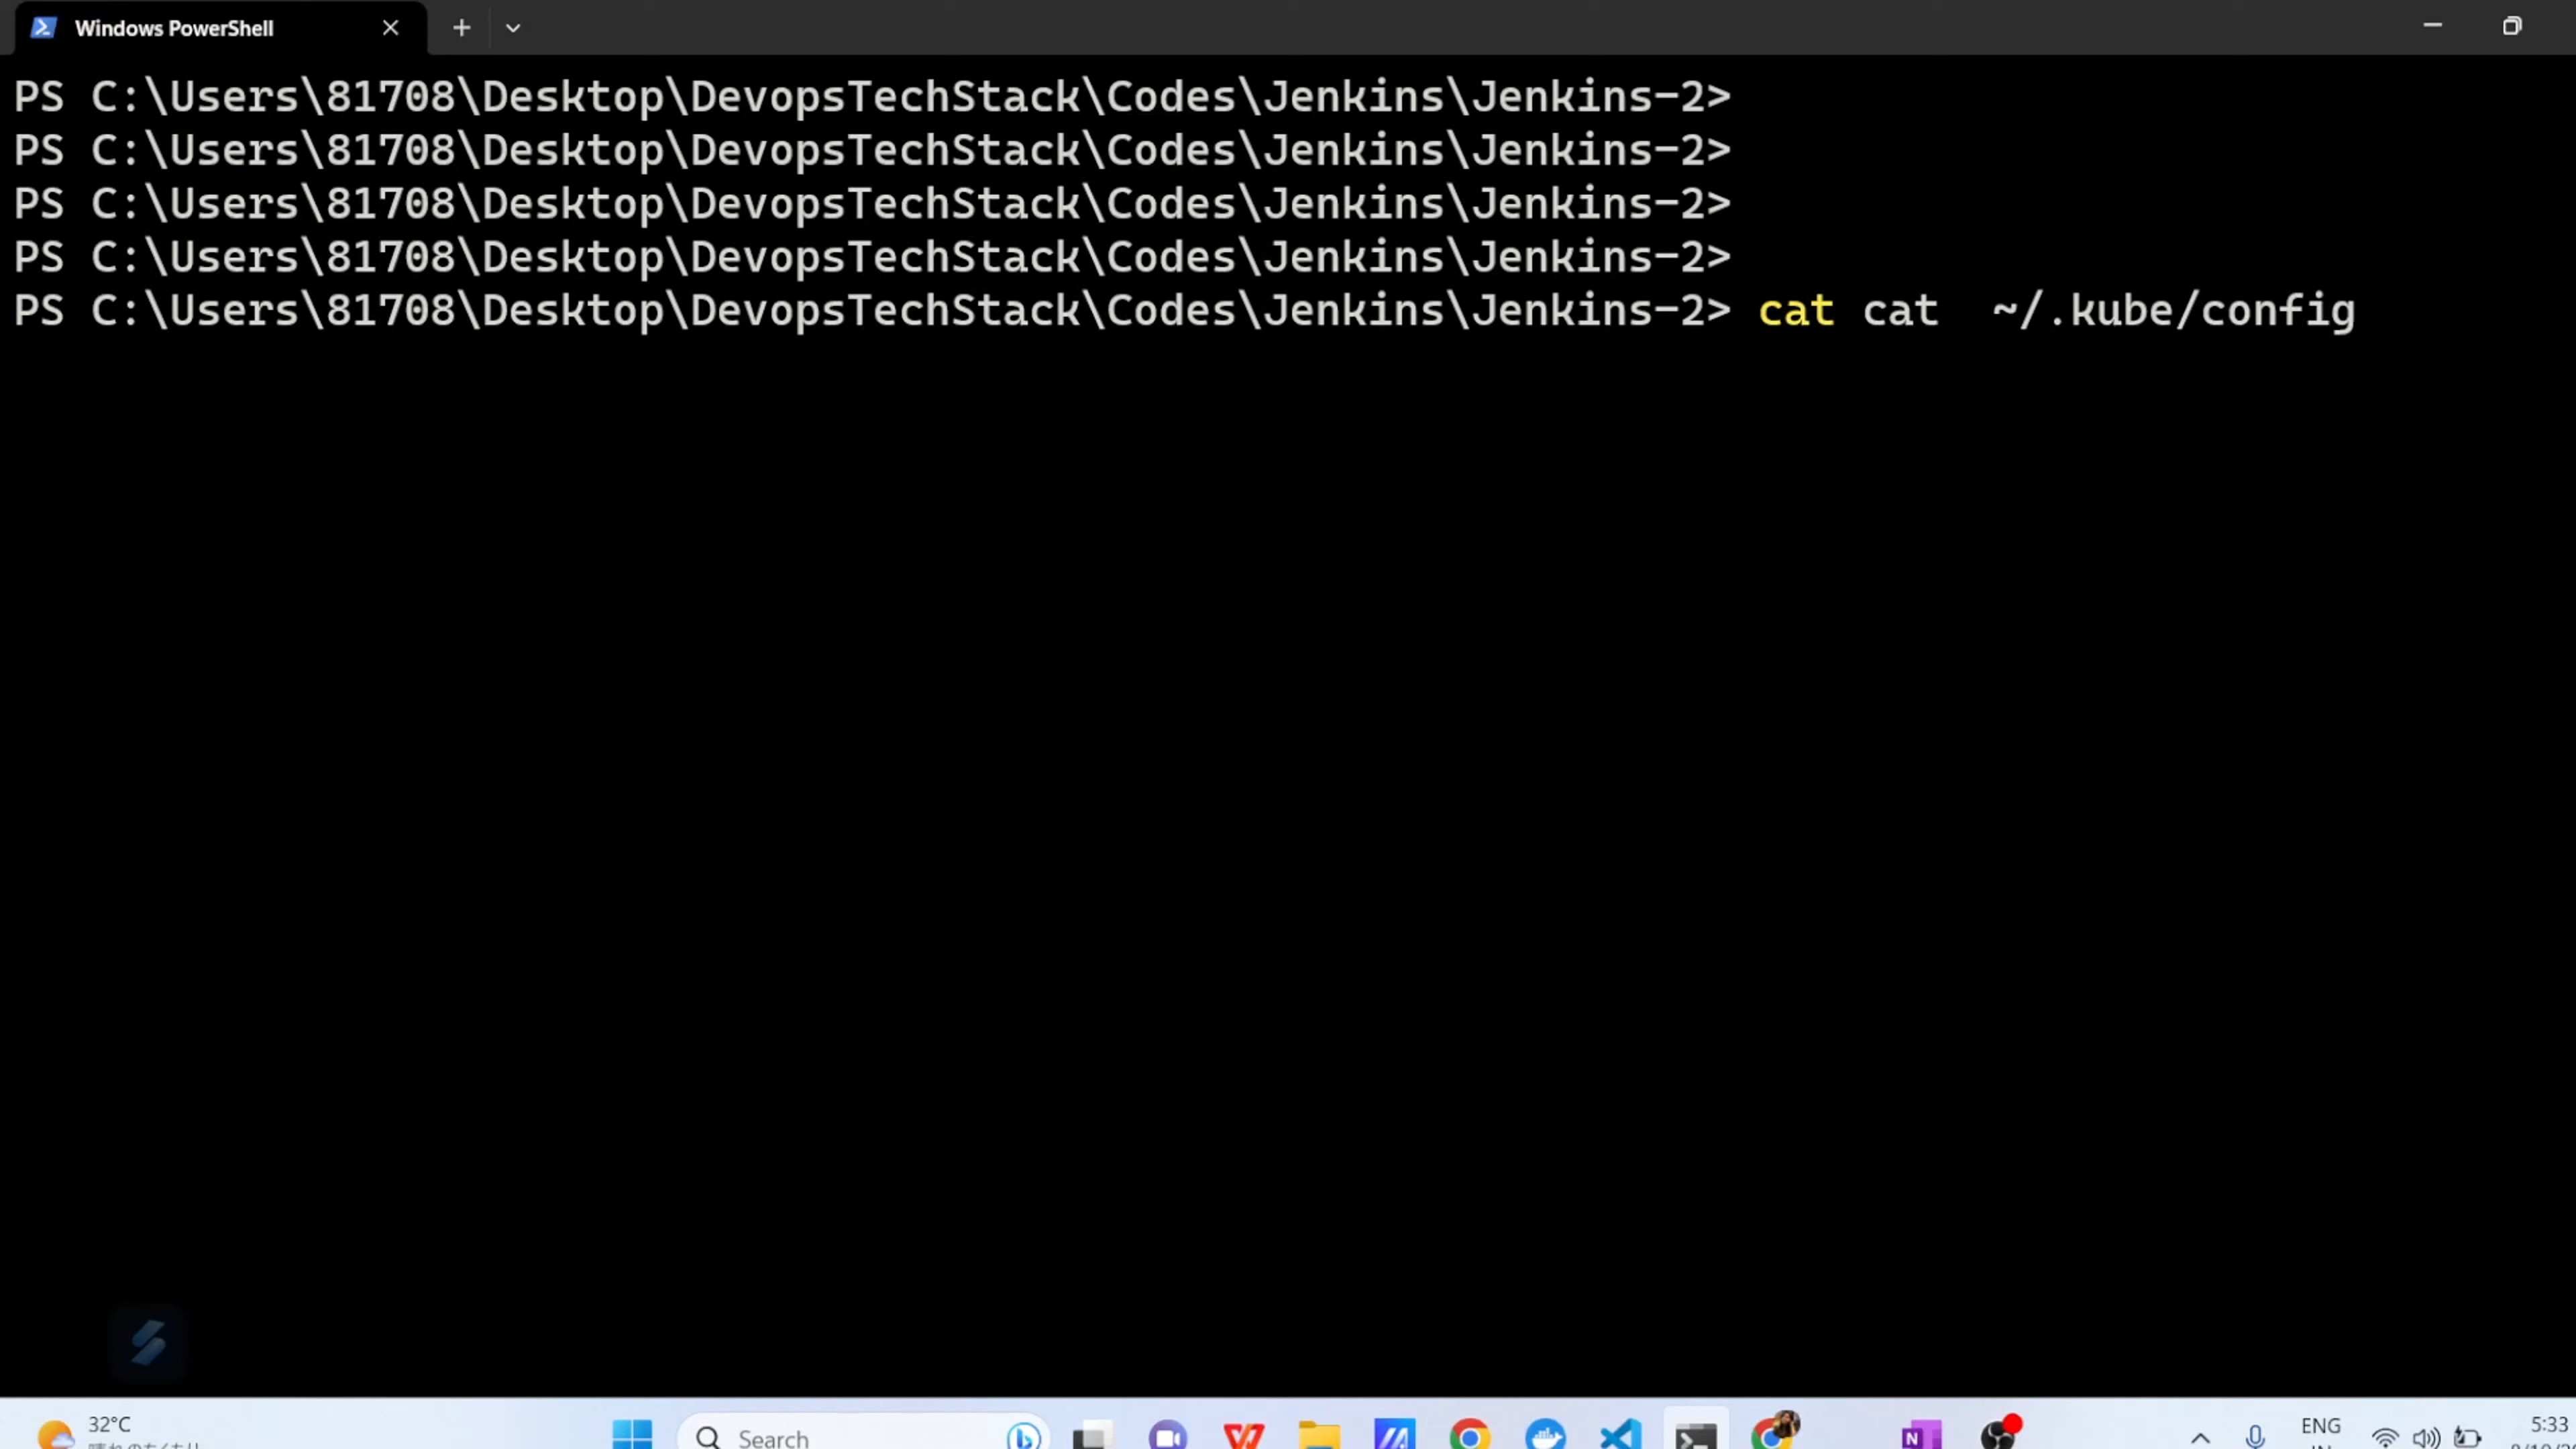 Windows PowerShell
PS C:\Users\81708\Desktop\DevopsTechStack\Codes\Jenkins\Jenkins-2>
PS C:\Users\81708\Desktop\DevopsTechStack\Codes\Jenkins\Jenkins-2>
PS C:\Users\81708\Desktop\DevopsTechStack\Codes\Jenkins\Jenkins-2>
PS C:\Users\81708\Desktop\DevopsTechStack\Codes\Jenkins\Jenkins-2>
PS C:\Users\81708\Desktop\DevopsTechStack\Codes\Jenkins\Jenkins-2> cat cat  ~/.kube/config
32°C
Search
ENG
5:33